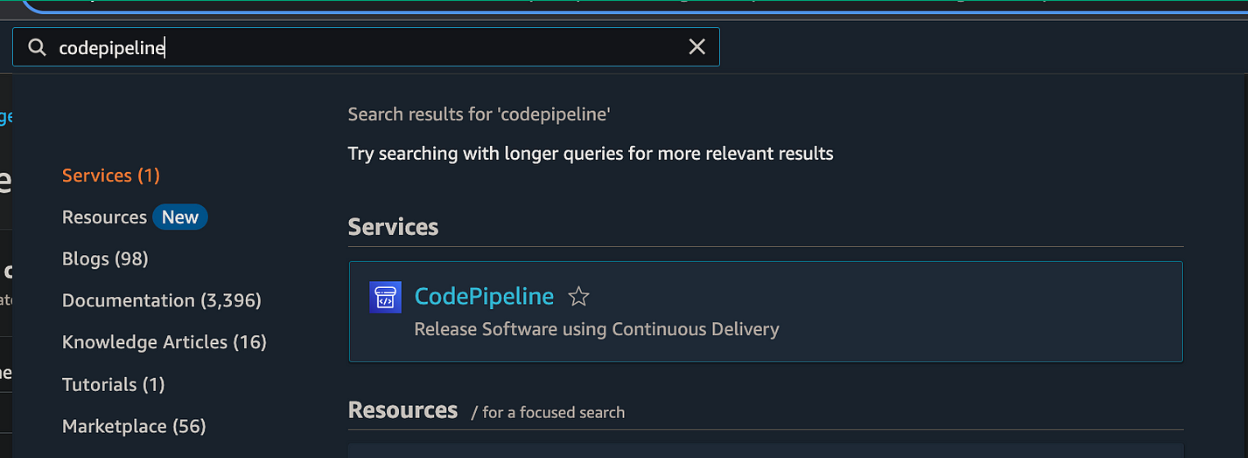 codepipeline
Search results for 'codepipeline'
Try searching with longer queries for more relevant results
Services (1)
Resources New
Blogs (98)
Documentation (3,396)
Knowledge Articles (16)
Tutorials (1)
Marketplace (56)
Services
CodePipeline
Release Software using Continuous Delivery
Resources / for a focused search